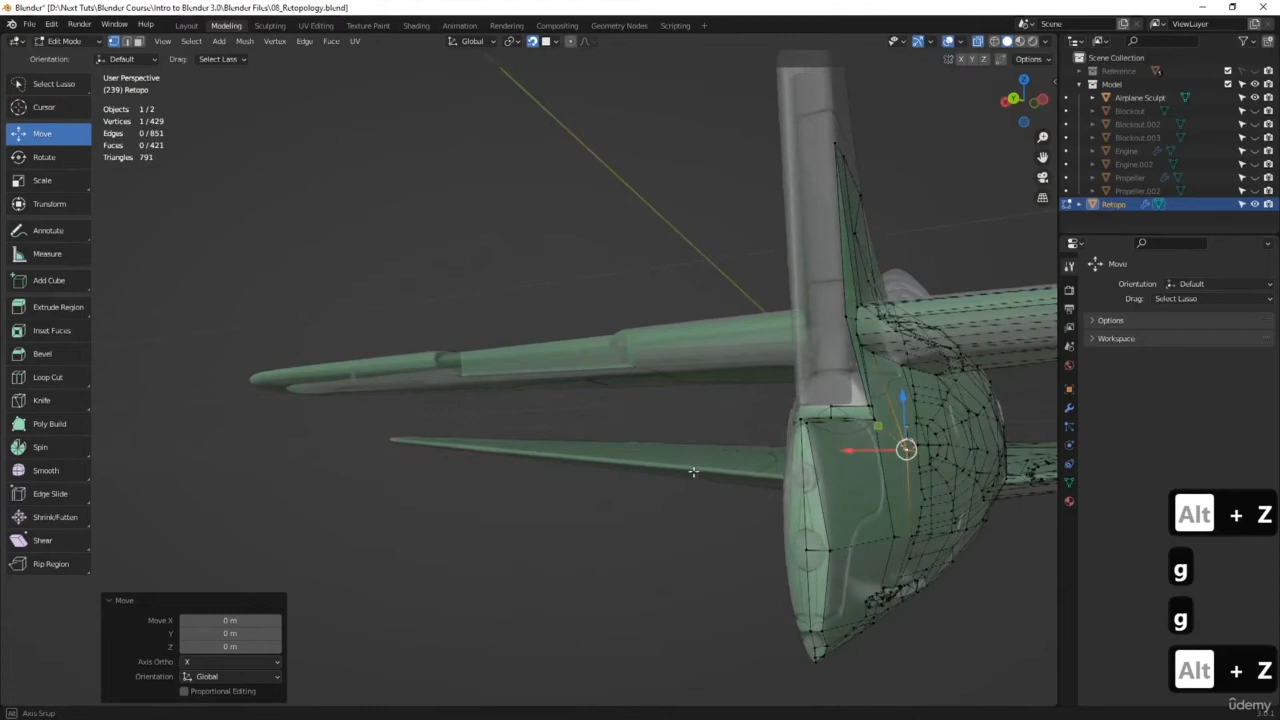 Blender* [D:\Next Tuts\Blender Course\Intro to Blender 3.0\Blender Files\08_Retopology.blend]
File Edit Render Window Help Layout Modeling Sculpting UV Editing Texture Paint Shading Animation Rendering Compositing Geometry Nodes Scripting Scene ViewLayer
Edit Mode View Select Add Mesh Vertex Edge Face UV Global
Orientation: Default Drag: Select Lasso X Y Z Options
User Perspective
(239) Retopo
Objects 1 / 2
Vertices 1 / 429
Edges 0 / 851
Faces 0 / 421
Triangles 791
Select Lasso
Cursor
Move
Rotate
Scale
Transform
Annotate
Measure
Add Cube
Extrude Region
Inset Faces
Bevel
Loop Cut
Knife
Poly Build
Spin
Smooth
Edge Slide
Shrink/Fatten
Shear
Rip Region
Move
Move X 0 m
Y 0 m
Z 0 m
Axis Ortho X
Orientation Global
Proportional Editing
Z
Scene Collection
Reference
Model
Airplane Sculpt
Blockout
Blockout.002
Blockout.003
Engine
Engine.002
Propeller
Propeller.002
Retopo
Move
Orientation Default
Drag: Select Lasso
Options
Workspace
Alt + Z
g
g
Alt + Z
Axis Snap
ûdemy